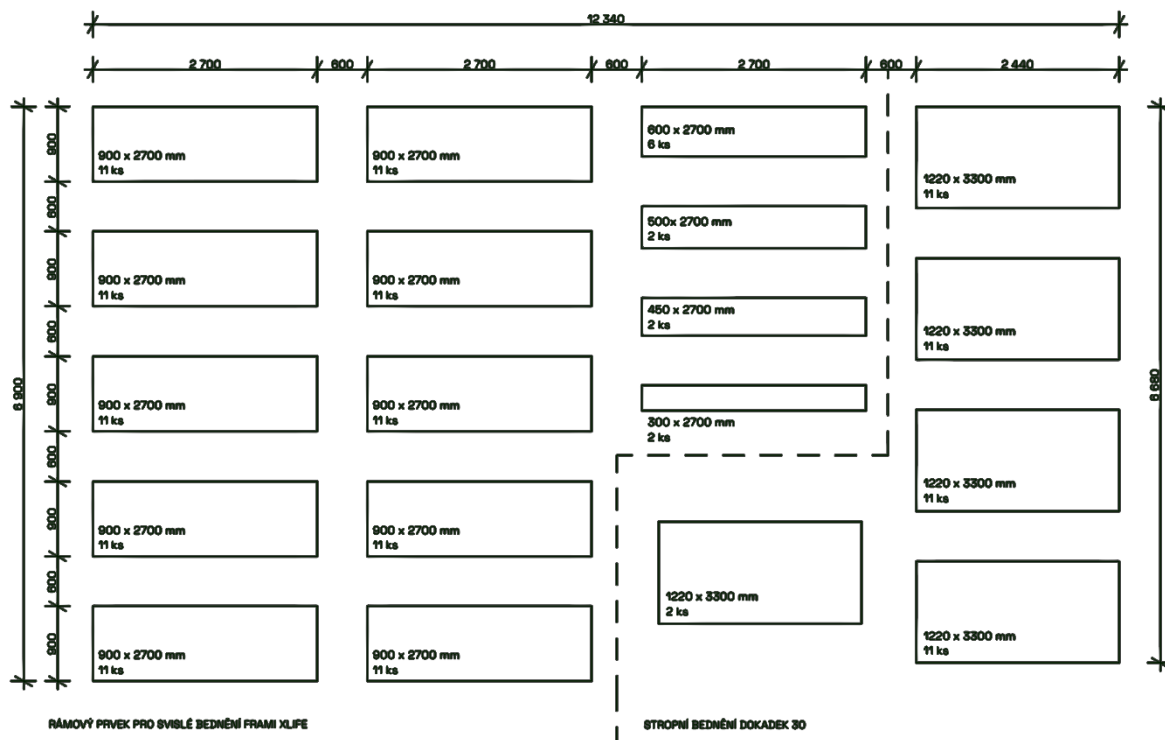 12 340
2 700
600
2 700
600
2 700
600
2 440
6 900
900
600
900
600
900
600
900
600
900
900 x 2700 mm
11 ks
900 x 2700 mm
11 ks
900 x 2700 mm
11 ks
900 x 2700 mm
11 ks
900 x 2700 mm
11 ks
900 x 2700 mm
11 ks
900 x 2700 mm
11 ks
900 x 2700 mm
11 ks
900 x 2700 mm
11 ks
900 x 2700 mm
11 ks
600 x 2700 mm
6 ks
500x 2700 mm
2 ks
450 x 2700 mm
2 ks
300 x 2700 mm
2 ks
1220 x 3300 mm
2 ks
1220 x 3300 mm
11 ks
1220 x 3300 mm
11 ks
1220 x 3300 mm
11 ks
1220 x 3300 mm
11 ks
6 680
RÁMOVÝ PRVEK PRO SVISLÉ BEDNĚNÍ FRAMI XLIFE
STROPNÍ BEDNĚNÍ DOKADEK 30